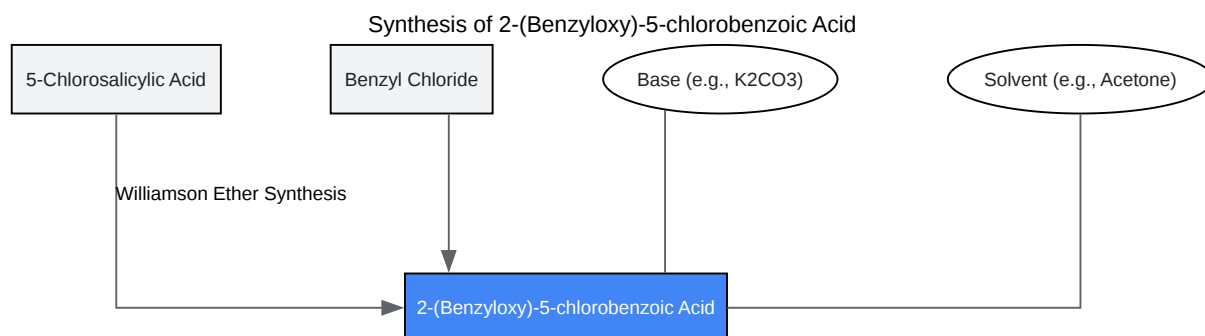 Synthesis of 2-(Benzyloxy)-5-chlorobenzoic Acid
5-Chlorosalicylic Acid
Benzyl Chloride
Base (e.g., K2CO3)
Solvent (e.g., Acetone)
Williamson Ether Synthesis
2-(Benzyloxy)-5-chlorobenzoic Acid